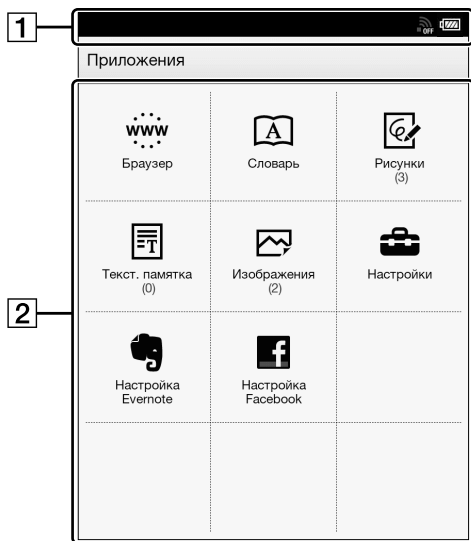 1
OFF
Приложения
www
A
Браузер
Словарь
Рисунки
(3)
T
Текст. памятка
(0)
Изображения
(2)
Настройки
2
f
Настройка
Evernote
Настройка
Facebook